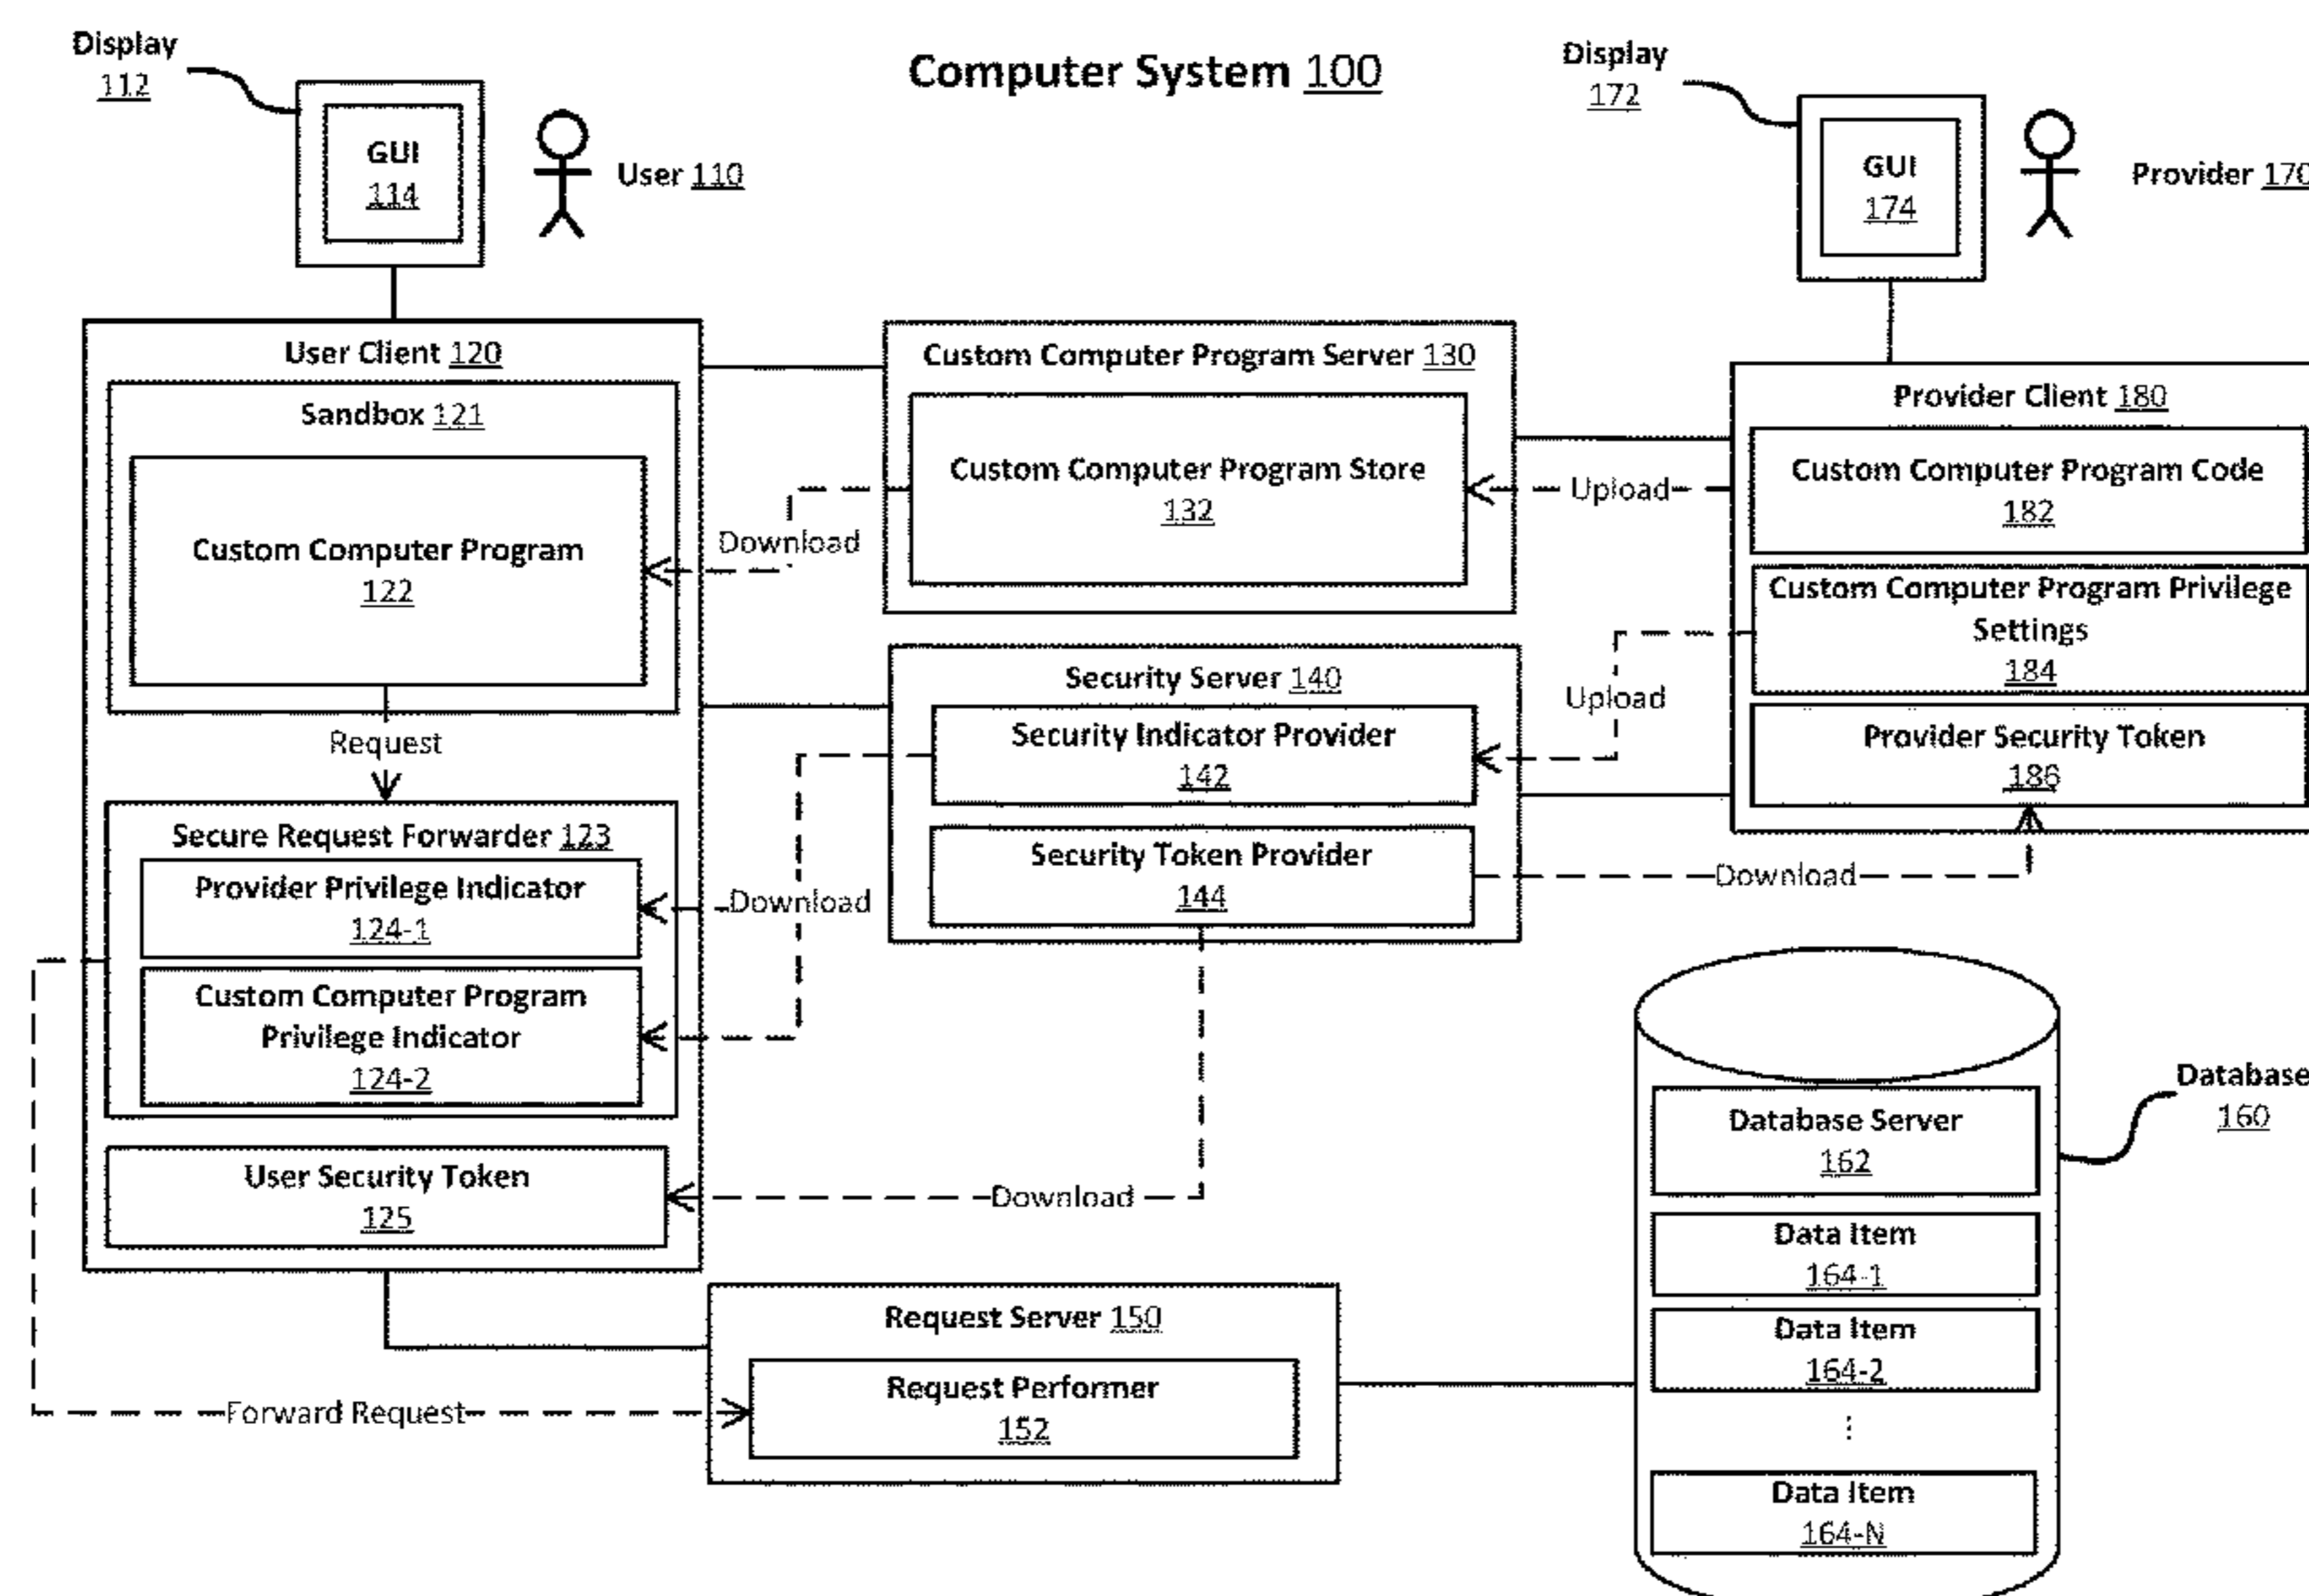 Computer System 100
Display
112
GUI
114
User 110
Display
172
GUI
174
Provider 170
User Client 120
Sandbox 121
Custom Computer Program
122
Request
Secure Request Forwarder 123
Provider Privilege Indicator
124-1
Custom Computer Program
Privilege Indicator
124-2
User Security Token
125
Custom Computer Program Server 130
Custom Computer Program Store
132
Download
Upload
Security Server 140
Security Indicator Provider
142
Security Token Provider
144
Download
Upload
Download
Download
Provider Client 180
Custom Computer Program Code
182
Custom Computer Program Privilege
Settings
184
Provider Security Token
186
Request Server 150
Request Performer
152
Forward Request
Database
160
Database Server
162
Data Item
164-1
Data Item
164-2
⋮
Data Item
164-N